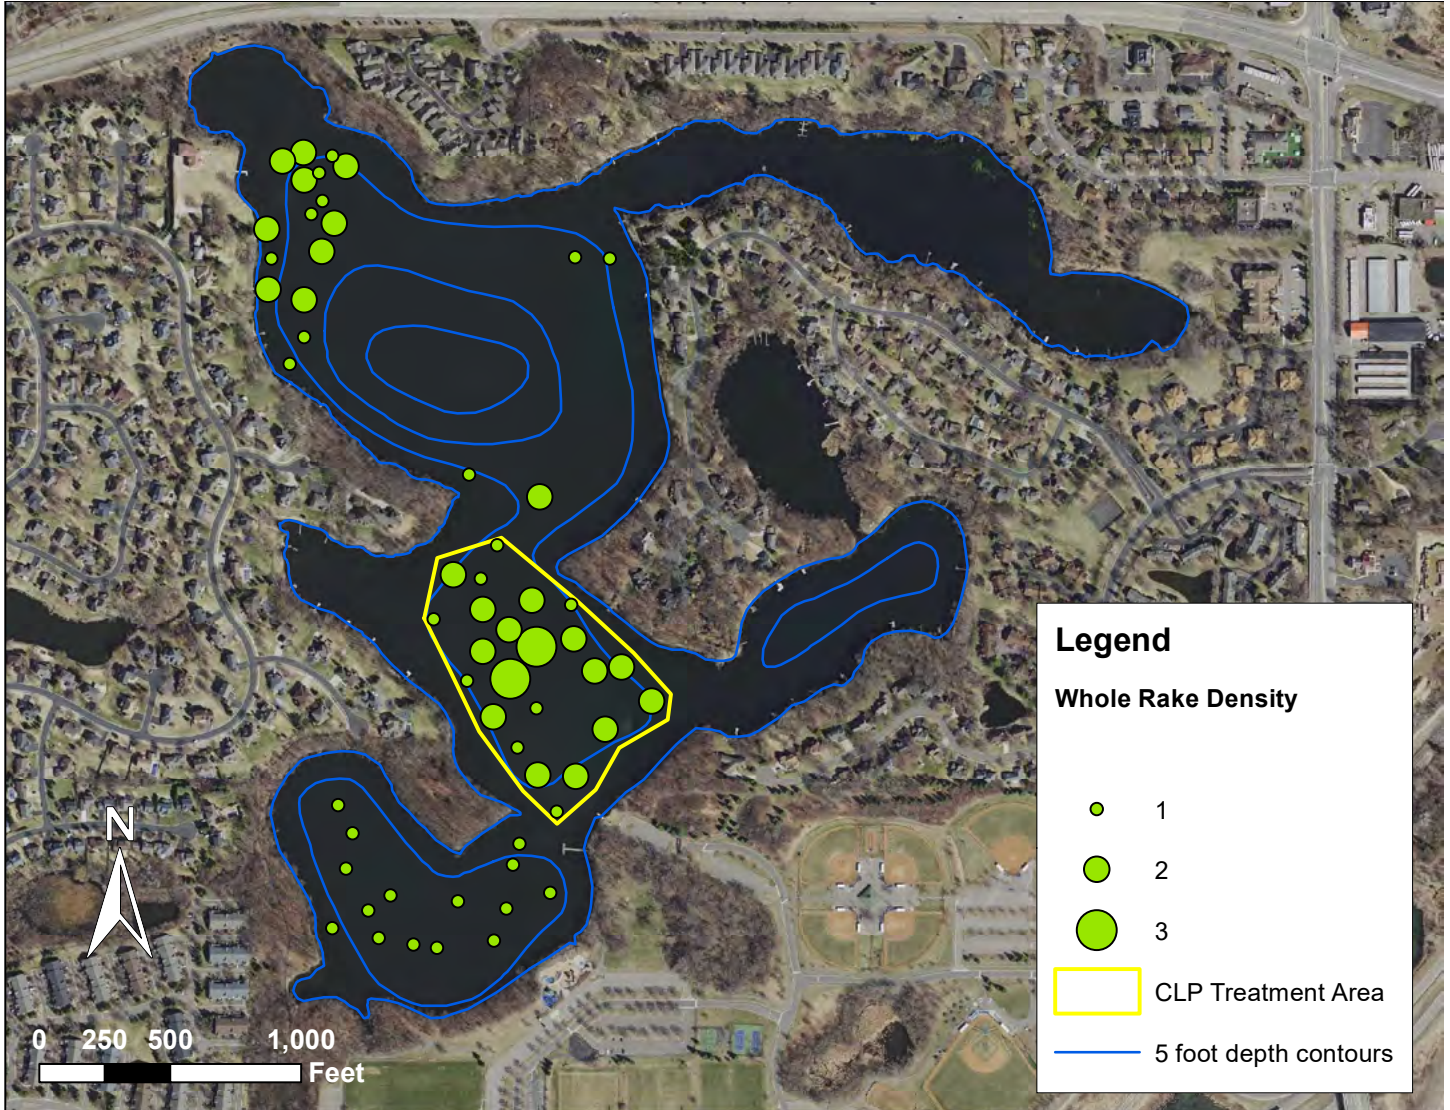 Legend
Whole Rake Density
1
2
3
CLP Treatment Area
5 foot depth contours
N
0 250 500 1,000
Feet